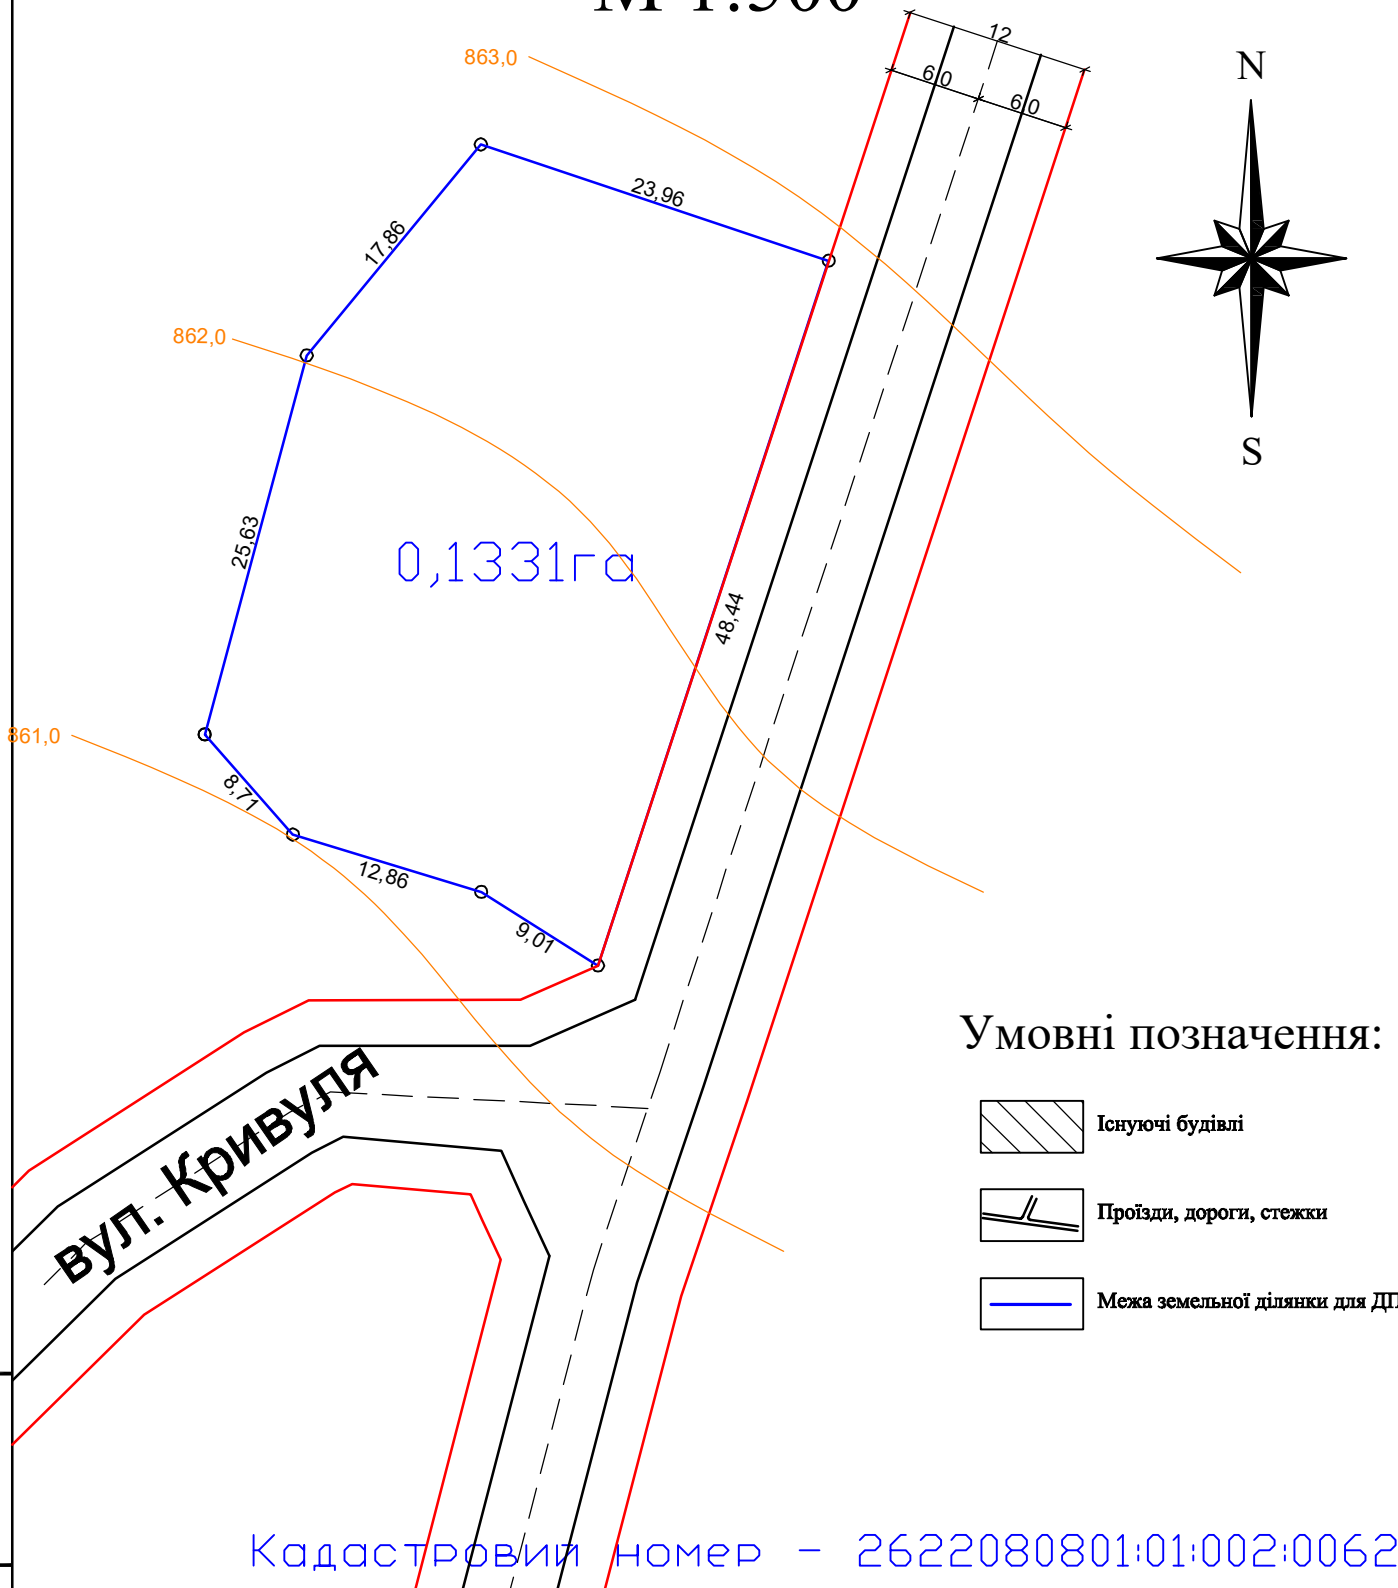 М 1:500
863,0
12
6,0
6,0
N
23,96
17,86
862,0
S
25,63
0,1331га
48,44
861,0
8,71
12,86
9,01
Умовні позначення:
вул. Кривуля
Існуючі будівлі
Проїзди, дороги, стежки
Межа земельної ділянки для
Кадастровий номер - 2622080801:01:002:0062